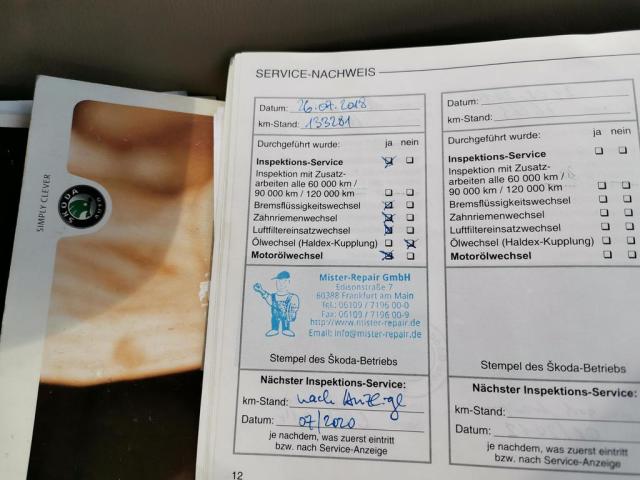 SIMPLY CLEVER
SKODA
AUTO
SERVICE-NACHWEIS
Datum: 26.07.2018
km-Stand: 133281
Durchgeführt wurde: ja nein
Inspektions-Service
Inspektion mit Zusatz-
arbeiten alle 60 000 km /
90 000 km / 120 000 km
Bremsflüssigkeitswechsel
Zahnriemenwechsel
Luftfiltereinsatzwechsel
Ölwechsel (Haldex-Kupplung)
Motorölwechsel
Mister-Repair GmbH
Edisonstraße 7
60388 Frankfurt am Main
Tel.: 06109 / 7196 00-0
Fax: 06109 / 7196 00-9
http://www.mister-repair.de
Email: info@mister-repair.de
Stempel des Škoda-Betriebs
Nächster Inspektions-Service:
km-Stand: nach Anzeige
Datum: 07/2020
je nachdem, was zuerst eintritt
bzw. nach Service-Anzeige
12
Datum:
km-Stand:
Durchgeführt wurde: ja nein
Inspektions-Service
Inspektion mit Zusatz-
arbeiten alle 60 000 km /
90 000 km / 120 000 km
Bremsflüssigkeitswechsel
Zahnriemenwechsel
Luftfiltereinsatzwechsel
Ölwechsel (Haldex-Kupplung)
Motorölwechsel
Stempel des Škoda-Betriebs
Nächster Inspektions-Service:
km-Stand:
Datum:
je nachdem, was zuerst eintritt
bzw. nach Service-Anzeige